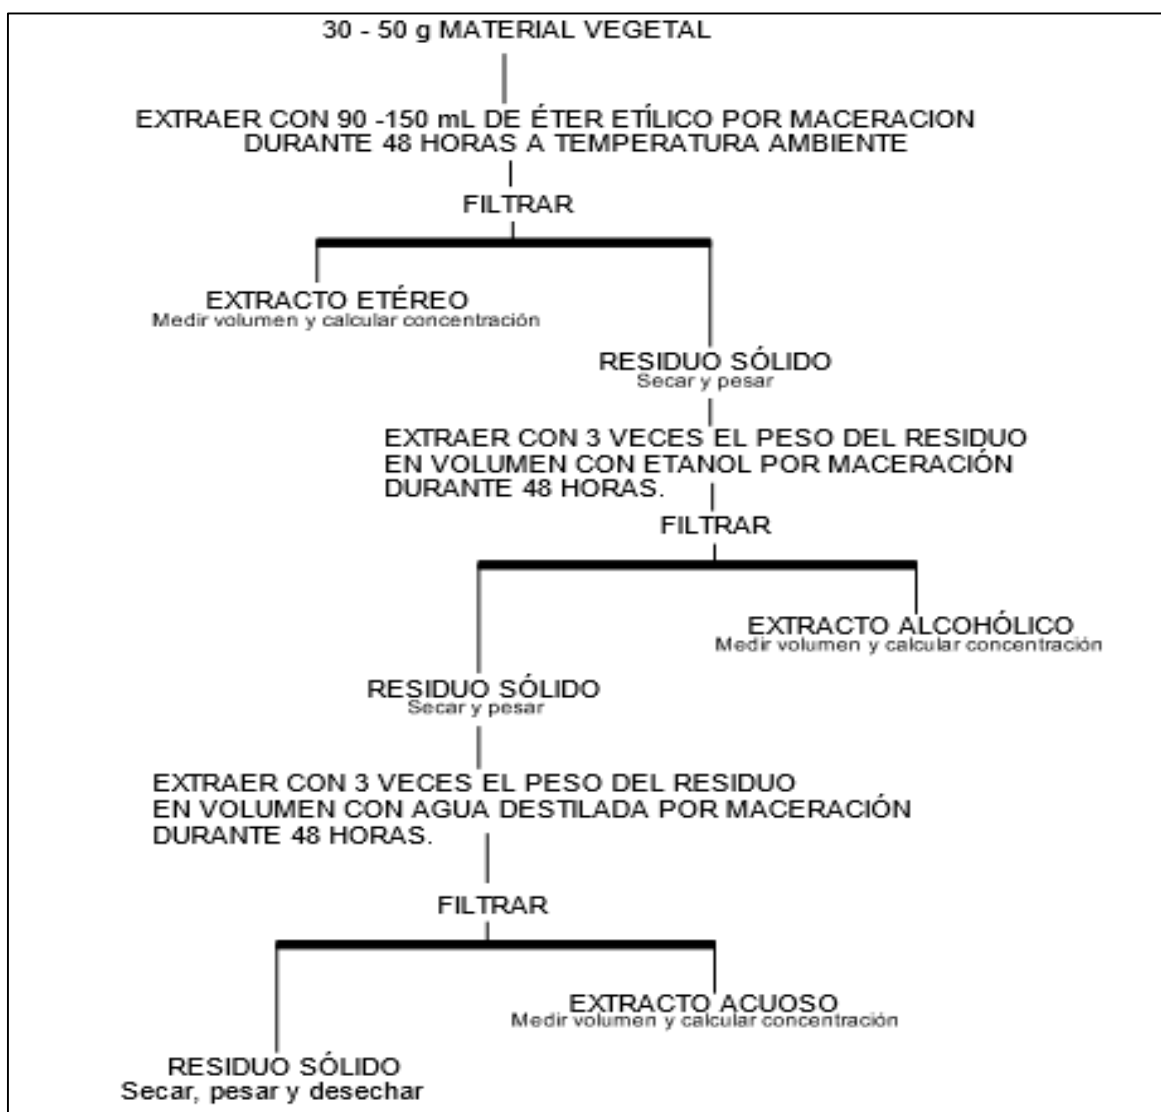 30 - 50 g MATERIAL VEGETAL
EXTRAER CON 90 -150 mL DE ÉTER ETÍLICO POR MACERACION
DURANTE 48 HORAS A TEMPERATURA AMBIENTE
FILTRAR
EXTRACTO ETÉREO
Medir volumen y calcular concentración
RESIDUO SÓLIDO
Secar y pesar
EXTRAER CON 3 VECES EL PESO DEL RESIDUO
EN VOLUMEN CON ETANOL POR MACERACIÓN
DURANTE 48 HORAS.
FILTRAR
EXTRACTO ALCOHÓLICO
Medir volumen y calcular concentración
RESIDUO SÓLIDO
Secar y pesar
EXTRAER CON 3 VECES EL PESO DEL RESIDUO
EN VOLUMEN CON AGUA DESTILADA POR MACERACIÓN
DURANTE 48 HORAS.
FILTRAR
EXTRACTO ACUOSO
Medir volumen y calcular concentración
RESIDUO SÓLIDO
Secar, pesar y desechar